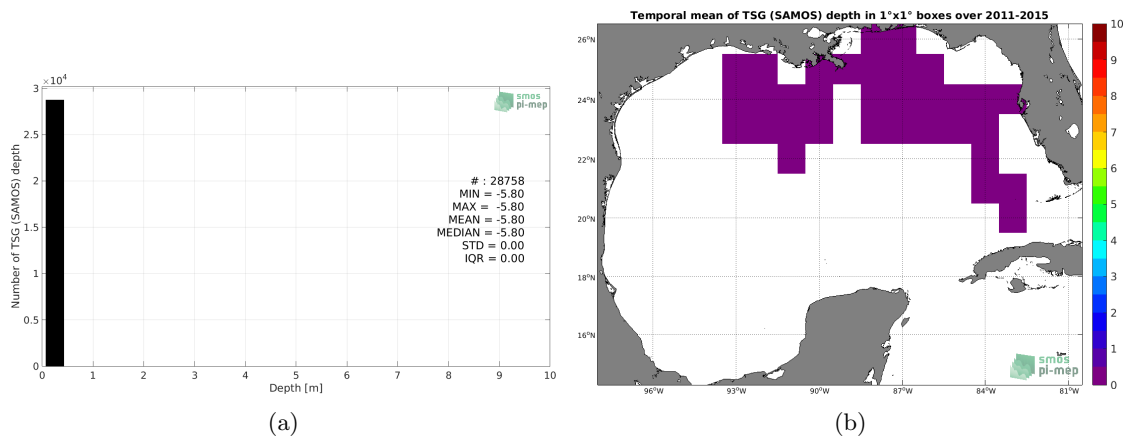 ×10⁴
3
2.5
2
1.5
1
0.5
0
Number of TSG (SAMOS) depth
smos
pi-mep
# : 28758
MIN = -5.80
MAX = -5.80
MEAN = -5.80
MEDIAN = -5.80
STD = 0.00
IQR = 0.00
0 1 2 3 4 5 6 7 8 9 10
Depth [m]
(a)
Temporal mean of TSG (SAMOS) depth in 1°x1° boxes over 2011-2015
26°N
24°N
22°N
20°N
18°N
16°N
96°W 93°W 90°W 87°W 84°W 81°W
smos
pi-mep
10
9
8
7
6
5
4
3
2
1
0
(b)